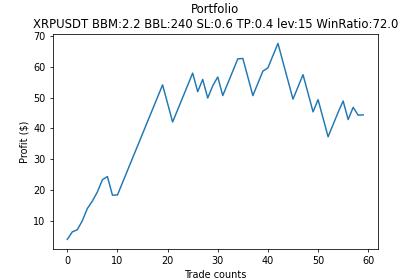 Portfolio
XRPUSDT BBM:2.2 BBL:240 SL:0.6 TP:0.4 lev:15 WinRatio:72.0
70
60
50
40
30
20
10
Profit ($)
0 10 20 30 40 50 60
Trade counts